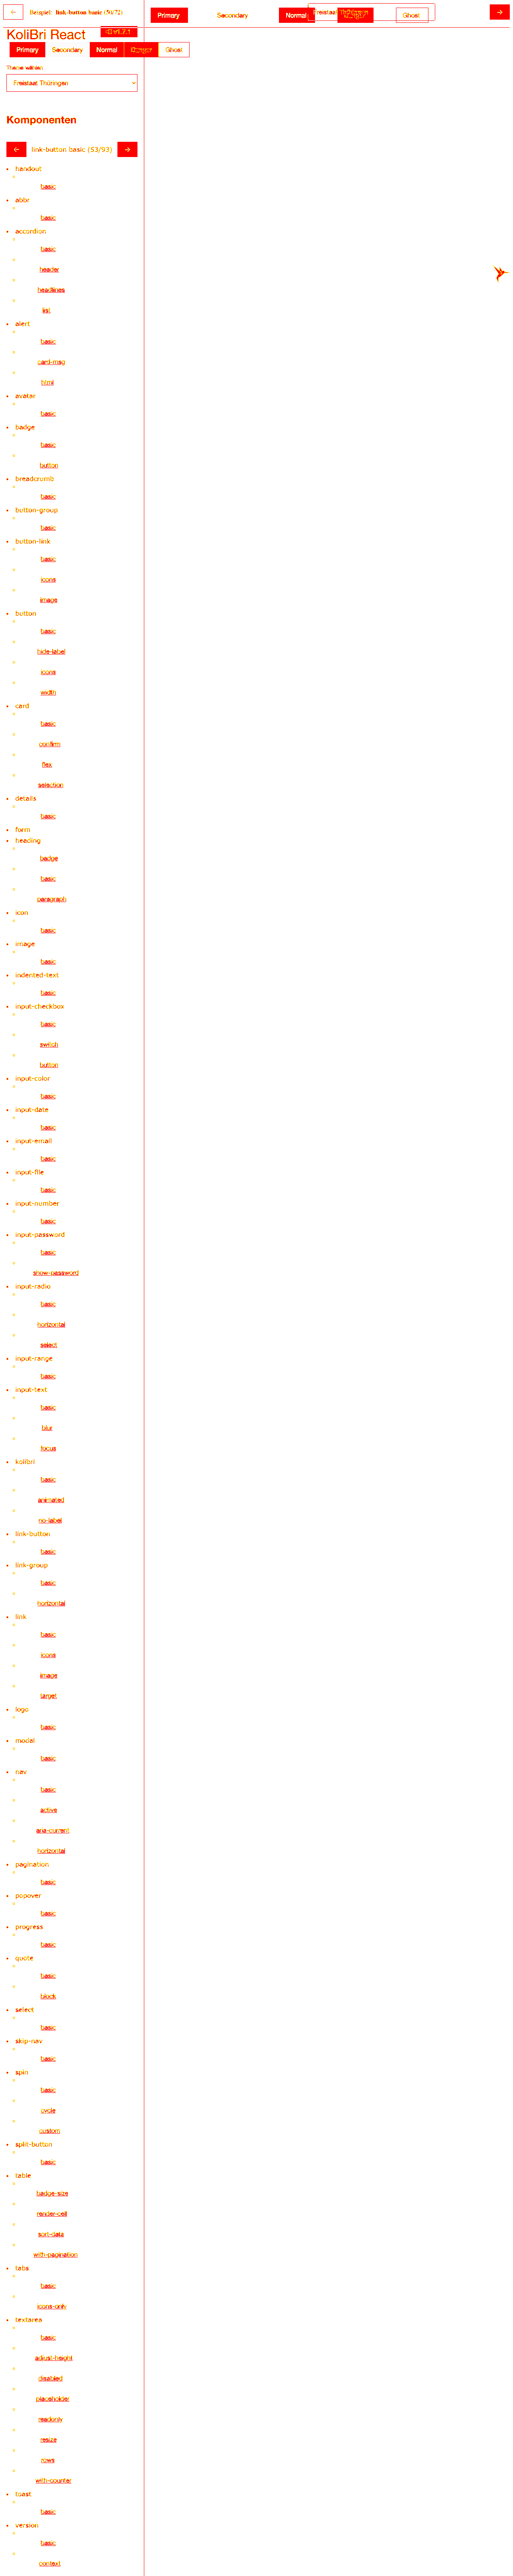 Beispiel: link-button basic
Primary
Secondary
Normal
Freistaat Thüringen
Ghost
KoliBri React
Primary
Secondary
Normal
Danger
Ghost
Theme wählen
Freistaat Thüringen
Komponenten
link-button basic (53/93)
handout
basic
abbr
basic
accordion
basic
header
headlines
list
alert
basic
card-msg
html
avatar
basic
badge
basic
button
breadcrumb
basic
button-group
basic
button-link
basic
icons
image
button
basic
hide-label
icons
width
card
basic
confirm
flex
selection
details
basic
form
heading
badge
basic
paragraph
icon
basic
image
basic
indented-text
basic
input-checkbox
basic
switch
button
input-color
basic
input-date
basic
input-email
basic
input-file
basic
input-number
basic
input-password
basic
show-password
input-radio
basic
horizontal
select
input-range
basic
input-text
basic
blur
focus
kolibri
basic
animated
no-label
link-button
basic
link-group
basic
horizontal
link
basic
icons
image
target
logo
basic
modal
basic
nav
basic
active
aria-current
horizontal
pagination
basic
popover
basic
progress
basic
quote
basic
block
select
basic
skip-nav
basic
spin
basic
cycle
custom
split-button
basic
table
badge-size
render-cell
sort-data
with-pagination
tabs
basic
icons-only
textarea
basic
adjust-height
disabled
placeholder
readonly
resize
rows
with-counter
toast
basic
version
basic
context